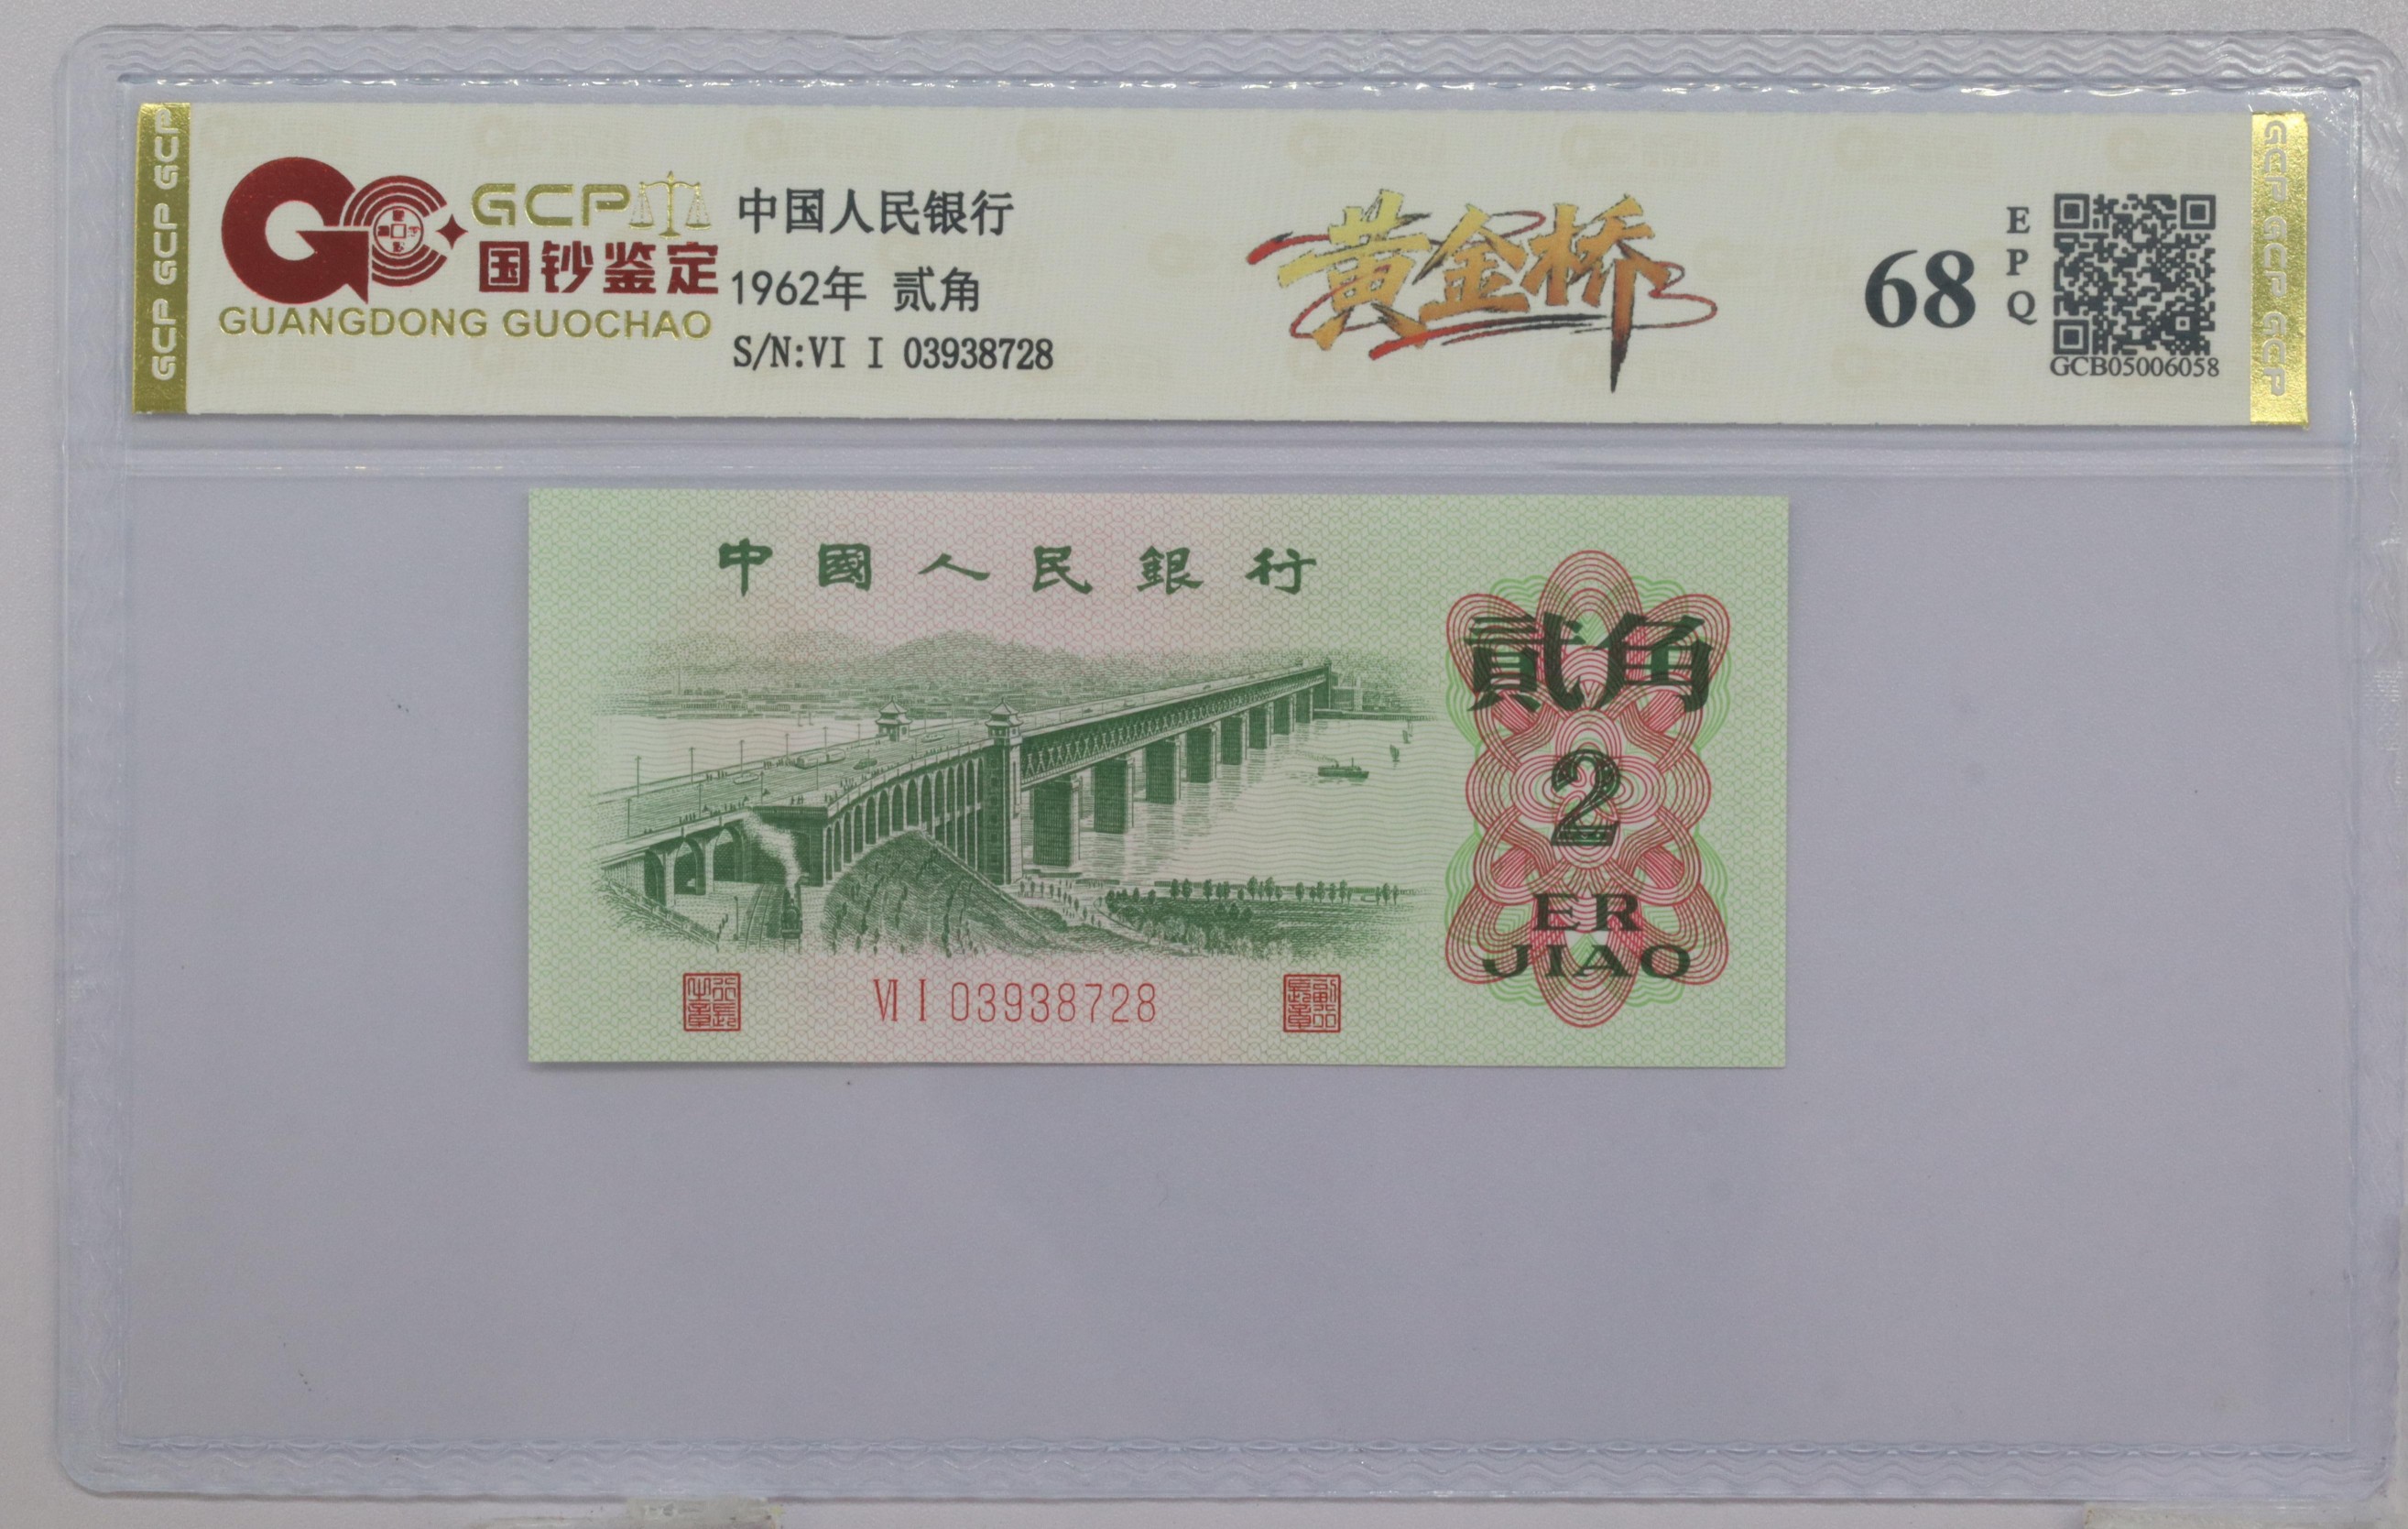 GCP GCP GCP
GCP
国钞鉴定
GUANGDONG GUOCHAO
中国人民银行
1962年 贰角
S/N:VI I 03938728
黄金桥
68
EPQ
GCB05006058
GCP GCP GCP
中國人民銀行
貳角
2
ER
JIAO
VI I 03938728